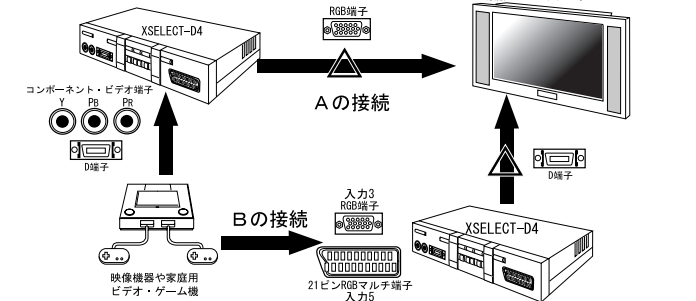 RGB端子
XSELECT-D4
Aの接続
コンポーネント・ビデオ端子
Y PB PR
D端子
D端子
Bの接続
入力3
RGB端子
XSELECT-D4
21ピンRGBマルチ端子
入力5
映像機器や家庭用
ビデオ・ゲーム機